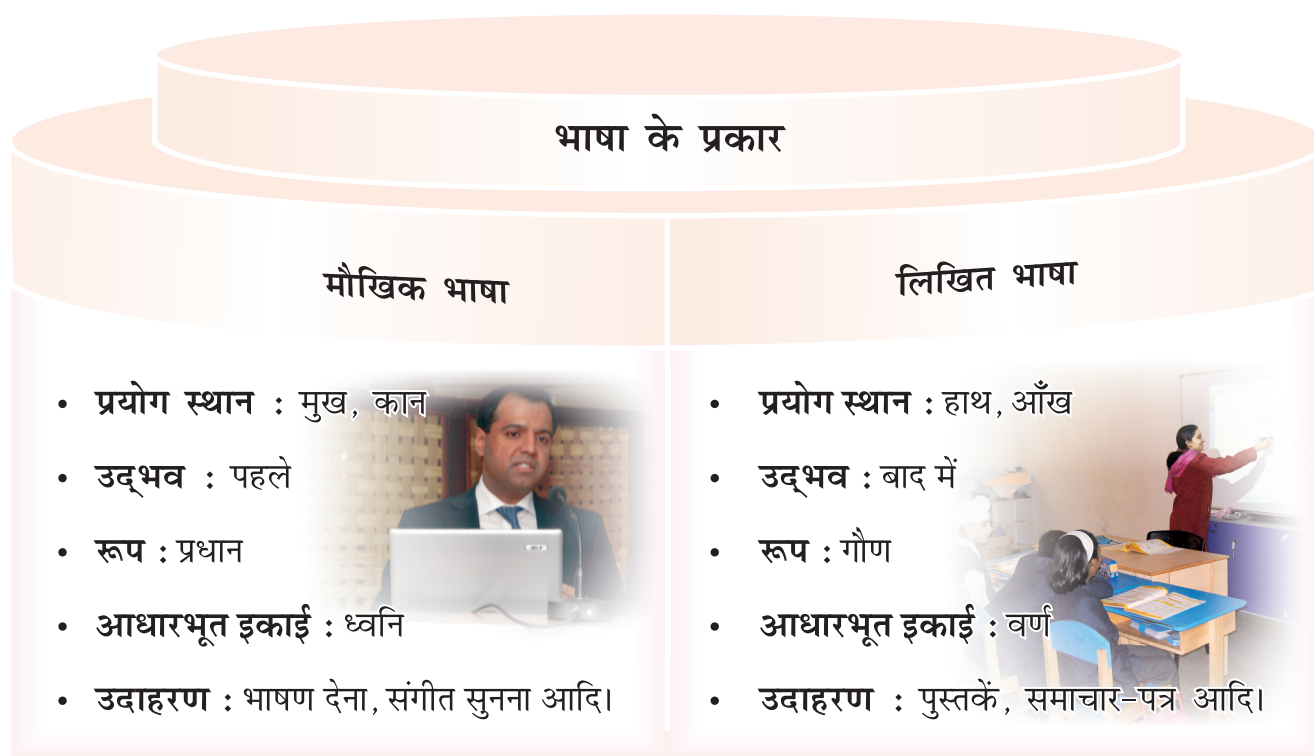 भाषा के प्रकार
मौखिक भाषा
• प्रयोग स्थान : मुख, कान
• उद्‌भव : पहले
• रूप : प्रधान
• आधारभूत इकाई : ध्वनि
• उदाहरण : भाषण देना, संगीत सुनना आदि।
लिखित भाषा
• प्रयोग स्थान : हाथ, आँख
• उद्‌भव : बाद में
• रूप : गौण
• आधारभूत इकाई : वर्ण
• उदाहरण : पुस्तकें, समाचार-पत्र आदि।